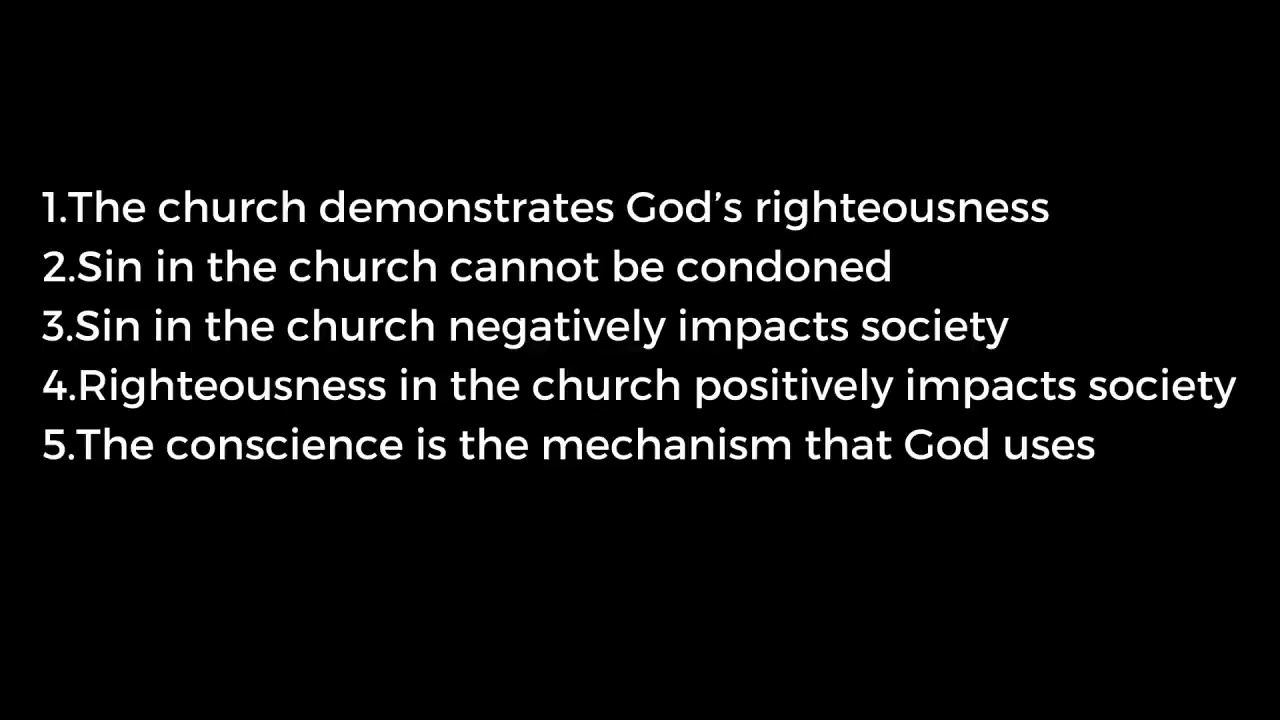 1.The church demonstrates God’s righteousness
2.Sin in the church cannot be condoned
3.Sin in the church negatively impacts society
4.Righteousness in the church positively impacts society
5.The conscience is the mechanism that God uses